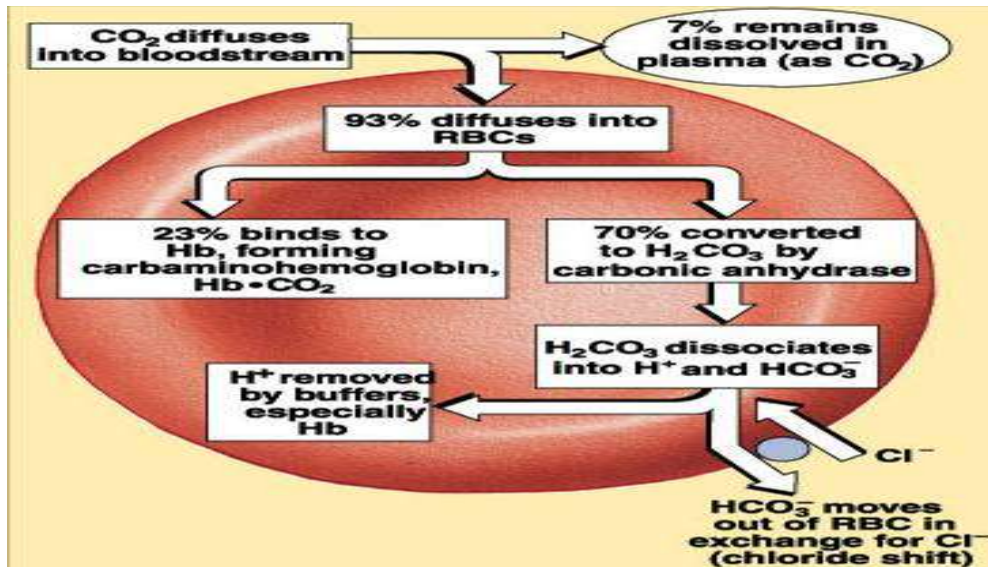 CO₂ diffuses
into bloodstream
7% remains
dissolved in
plasma (as CO₂)
93% diffuses into
RBCs
23% binds to
Hb, forming
carbaminohemoglobin,
Hb•CO₂
70% converted
to H₂CO₃ by
carbonic anhydrase
H₂CO₃ dissociates
into H⁺ and HCO₃⁻
H⁺ removed
by buffers,
especially
Hb
Cl⁻
HCO₃⁻ moves
out of RBC in
exchange for Cl⁻
(chloride shift)